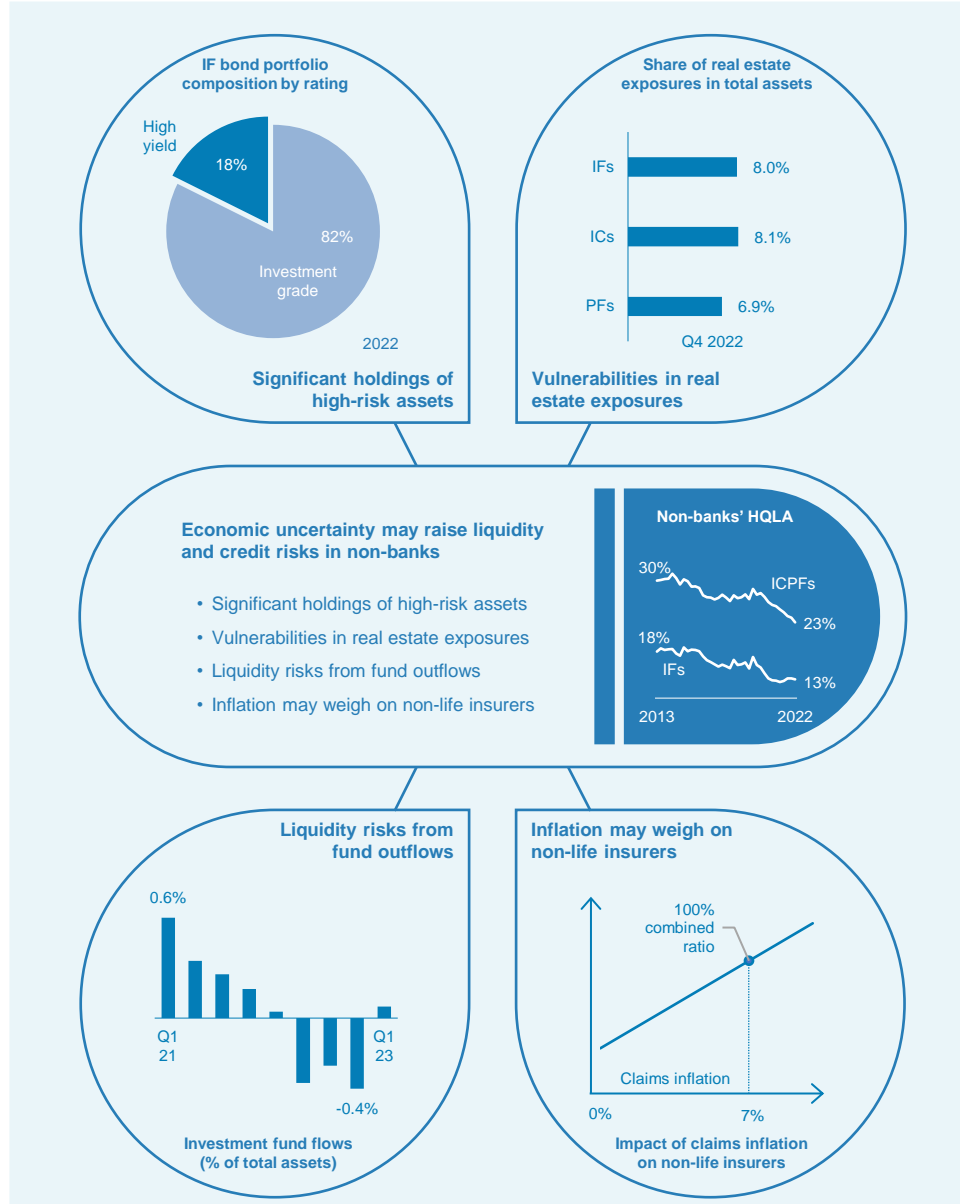 IF bond portfolio
composition by rating
High
yield
18%
82%
Investment
grade
2022
Significant holdings of
high-risk assets
Share of real estate
exposures in total assets
IFs
8.0%
ICs
8.1%
PFs
6.9%
Q4 2022
Vulnerabilities in real
estate exposures
Economic uncertainty may raise liquidity
and credit risks in non-banks
• Significant holdings of high-risk assets
• Vulnerabilities in real estate exposures
• Liquidity risks from fund outflows
• Inflation may weigh on non-life insurers
Non-banks' HQLA
30%
ICPFs
23%
18%
IFs
13%
2013
2022
Liquidity risks from
fund outflows
0.6%
Q1
21
Q1
23
-0.4%
Investment fund flows
(% of total assets)
Inflation may weigh on
non-life insurers
100%
combined
ratio
Claims inflation
0%
7%
Impact of claims inflation
on non-life insurers